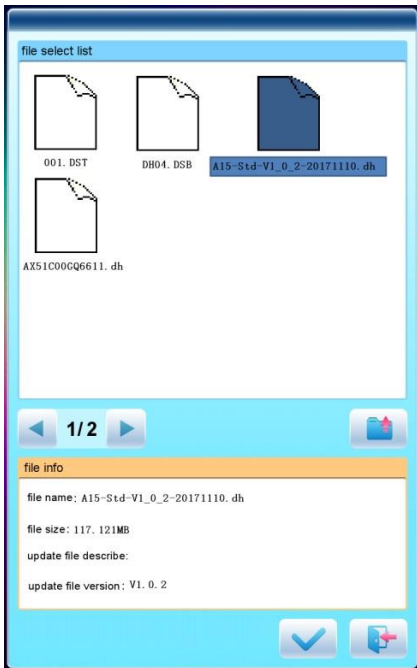 file select list
001. DST
DH04. DSB
A15-Std-V1_0_2-20171110. dh
AX51C00GQ6611. dh
1/2
file info
file name: A15-Std-V1_0_2-20171110. dh
file size: 117. 121MB
update file describe:
update file version: V1. 0. 2